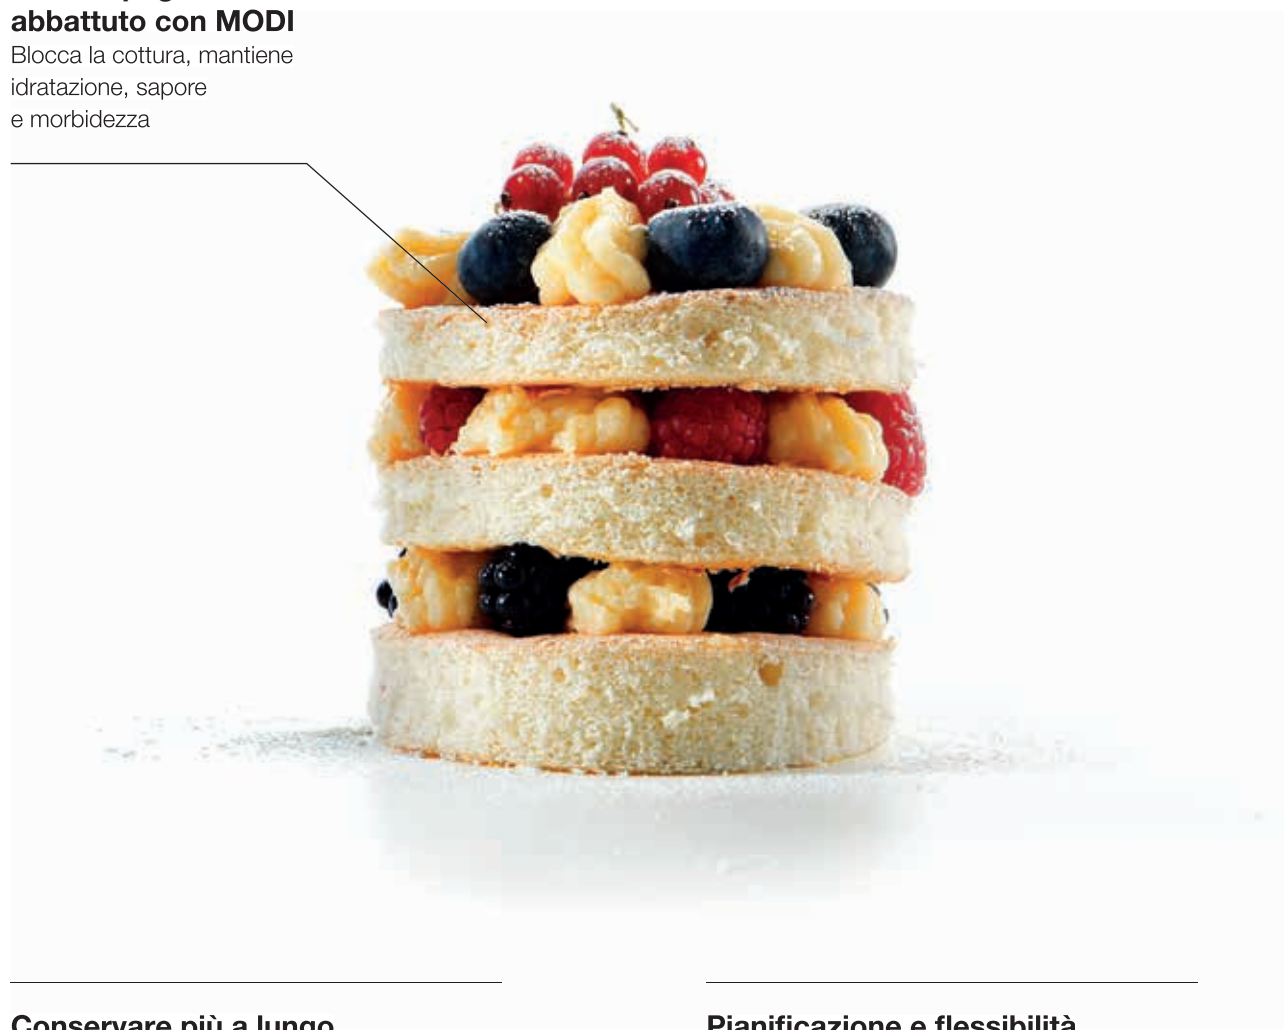 abbattuto con MODI
Blocca la cottura, mantiene
idratazione, sapore
e morbidezza
Conservare più a lungo
Pianificazione e flessibilità